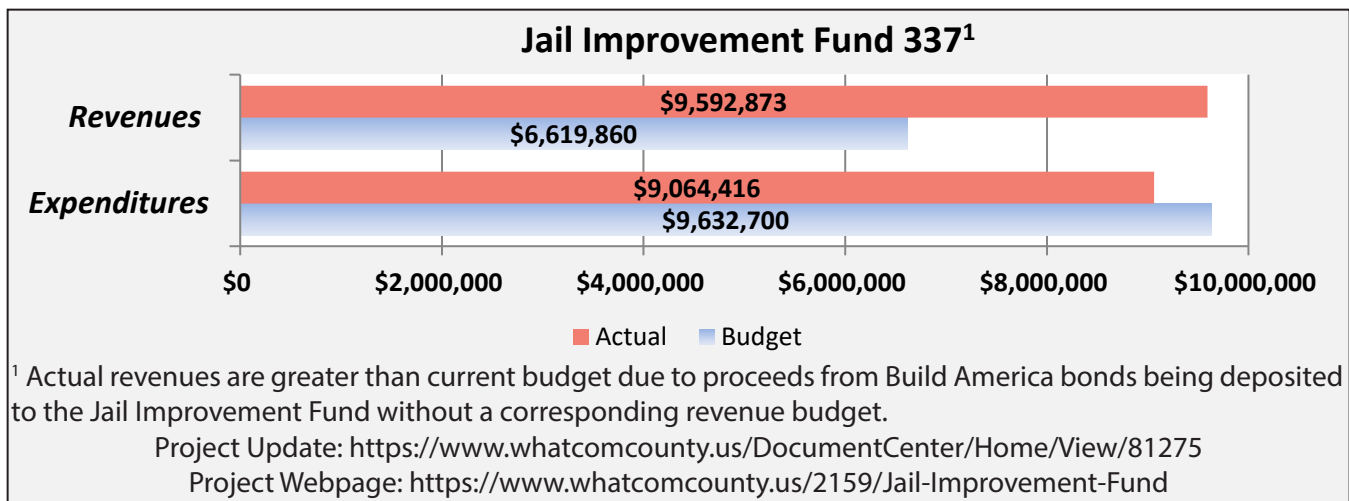 Jail Improvement Fund 337¹
Revenues
$9,592,873
$6,619,860
Expenditures
$9,064,416
$9,632,700
$0 $2,000,000 $4,000,000 $6,000,000 $8,000,000 $10,000,000
Actual Budget
¹ Actual revenues are greater than current budget due to proceeds from Build America bonds being deposited
to the Jail Improvement Fund without a corresponding revenue budget.
Project Update: https://www.whatcomcounty.us/DocumentCenter/Home/View/81275
Project Webpage: https://www.whatcomcounty.us/2159/Jail-Improvement-Fund